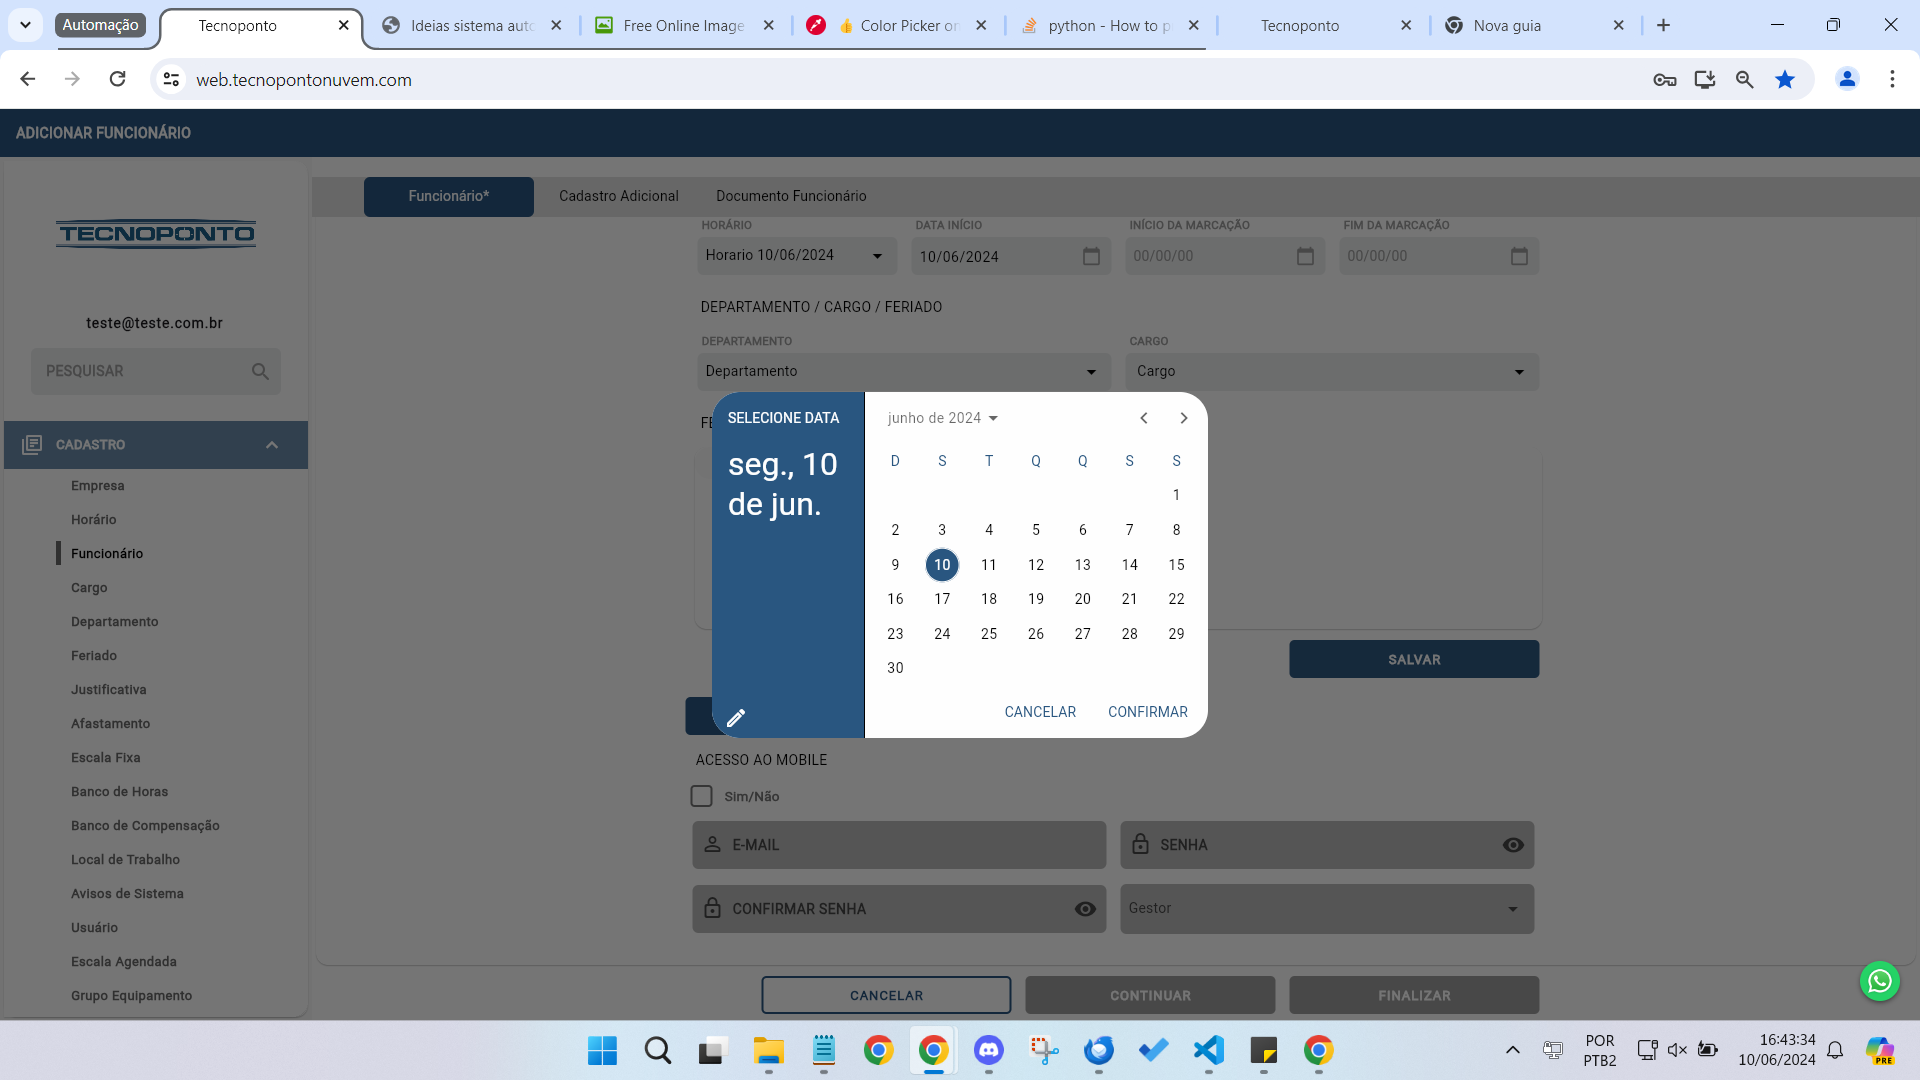 Automação
Tecnoponto
Ideias sistema auto
Free Online Image
👍 Color Picker on
python - How to p
Tecnoponto
Nova guia
web.tecnopontonuvem.com
ADICIONAR FUNCIONÁRIO
TECNOPONTO
teste@teste.com.br
PESQUISAR
CADASTRO
Empresa
Horário
Funcionário
Cargo
Departamento
Feriado
Justificativa
Afastamento
Escala Fixa
Banco de Horas
Banco de Compensação
Local de Trabalho
Avisos de Sistema
Usuário
Escala Agendada
Grupo Equipamento
Funcionário* Cadastro Adicional Documento Funcionário
HORÁRIO DATA INÍCIO INÍCIO DA MARCAÇÃO FIM DA MARCAÇÃO
Horario 10/06/2024 10/06/2024 00/00/00 00/00/00
DEPARTAMENTO / CARGO / FERIADO
DEPARTAMENTO CARGO
Departamento Cargo
FE
SELECIONE DATA
seg., 10
de jun.
junho de 2024
D S T Q Q S S
1
2 3 4 5 6 7 8
9 10 11 12 13 14 15
16 17 18 19 20 21 22
23 24 25 26 27 28 29
30
CANCELAR CONFIRMAR
SALVAR
ACESSO AO MOBILE
Sim/Não
E-MAIL SENHA
CONFIRMAR SENHA Gestor
CANCELAR CONTINUAR FINALIZAR
POR
PTB2
16:43:34
10/06/2024
PRE